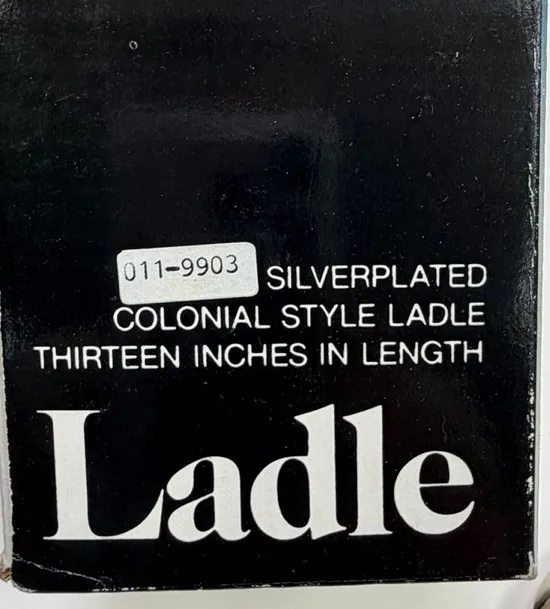 011-9903 SILVERPLATED
COLONIAL STYLE LADLE
THIRTEEN INCHES IN LENGTH
Ladle